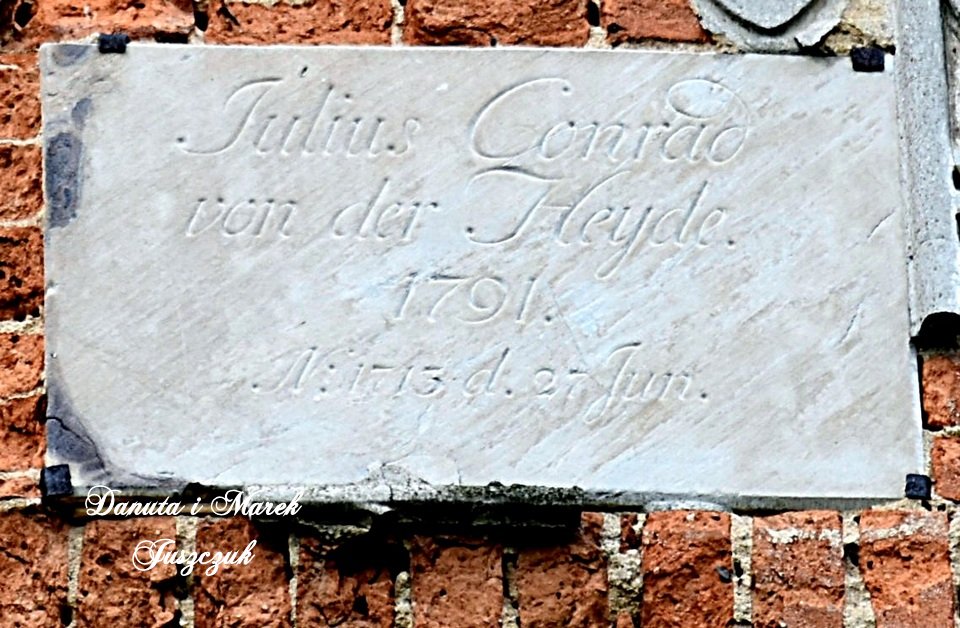 Julius Conrad
von der Heyde.
1791.
N: 1713. d. 27 Jun.
Danuta i Marek
Juszczuk